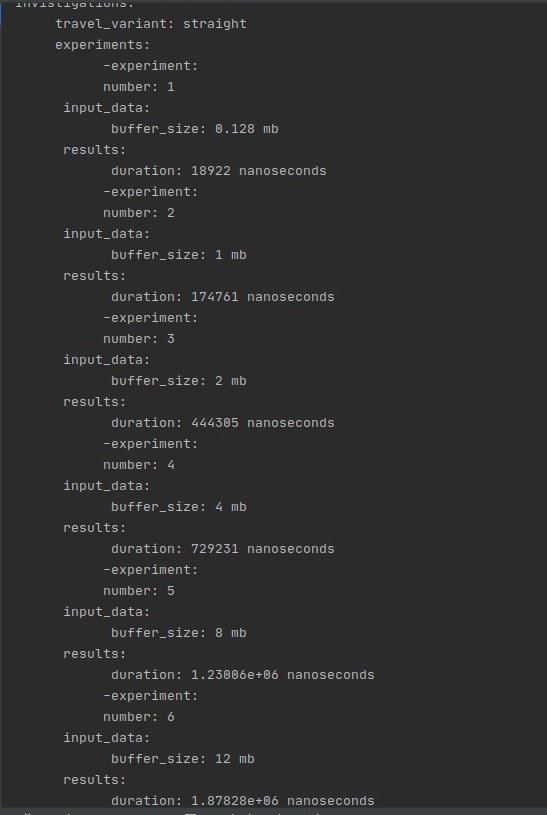 invistigations:
travel_variant: straight
experiments:
-experiment:
number: 1
input_data:
buffer_size: 0.128 mb
results:
duration: 18922 nanoseconds
-experiment:
number: 2
input_data:
buffer_size: 1 mb
results:
duration: 174761 nanoseconds
-experiment:
number: 3
input_data:
buffer_size: 2 mb
results:
duration: 444305 nanoseconds
-experiment:
number: 4
input_data:
buffer_size: 4 mb
results:
duration: 729231 nanoseconds
-experiment:
number: 5
input_data:
buffer_size: 8 mb
results:
duration: 1.23006e+06 nanoseconds
-experiment:
number: 6
input_data:
buffer_size: 12 mb
results:
duration: 1.87828e+06 nanoseconds